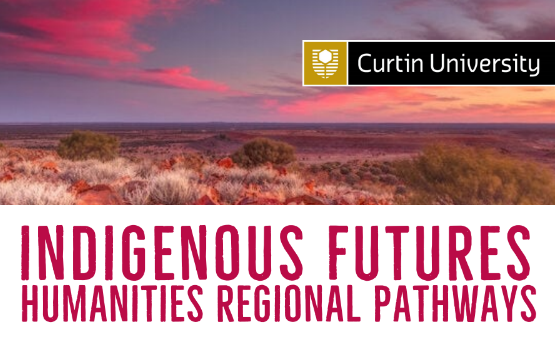 Curtin University
INDIGENOUS FUTURES
HUMANITIES REGIONAL PATHWAYS